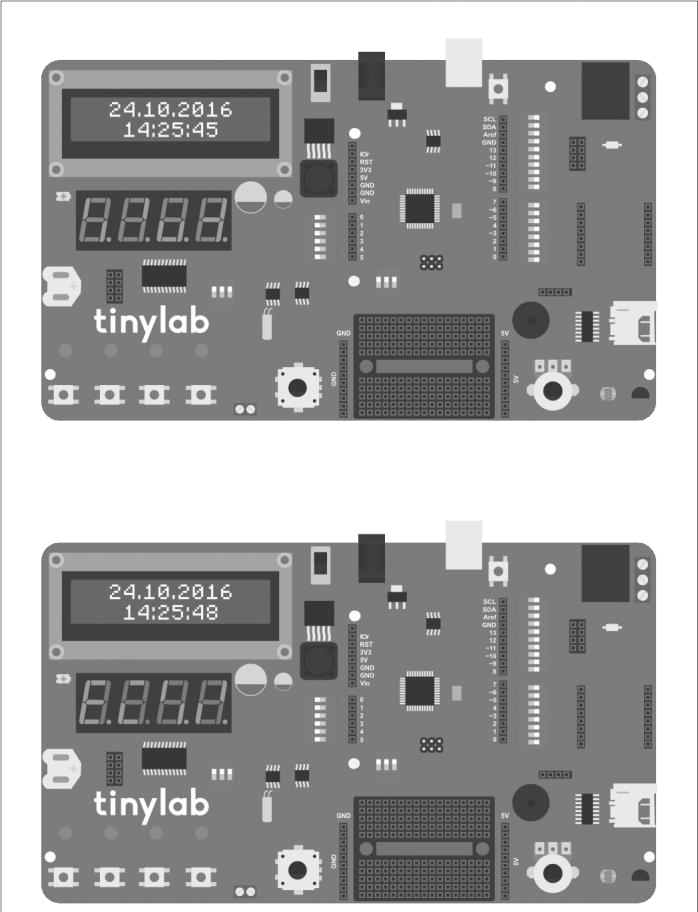 24.10.2016
14:25:45
SCL
SDA
Aref
GND
13
12
~11
~10
~9
8
IOr
RST
3V3
5V
GND
GND
Vin
7
~6
~5
4
~3
2
1
0
0
1
2
3
4
5
tinylab
GND
5V
GND
5V
24.10.2016
14:25:48
SCL
SDA
Aref
GND
13
12
~11
~10
~9
8
IOr
RST
3V3
5V
GND
GND
Vin
7
~6
~5
4
~3
2
1
0
0
1
2
3
4
5
tinylab
GND
5V
GND
5V